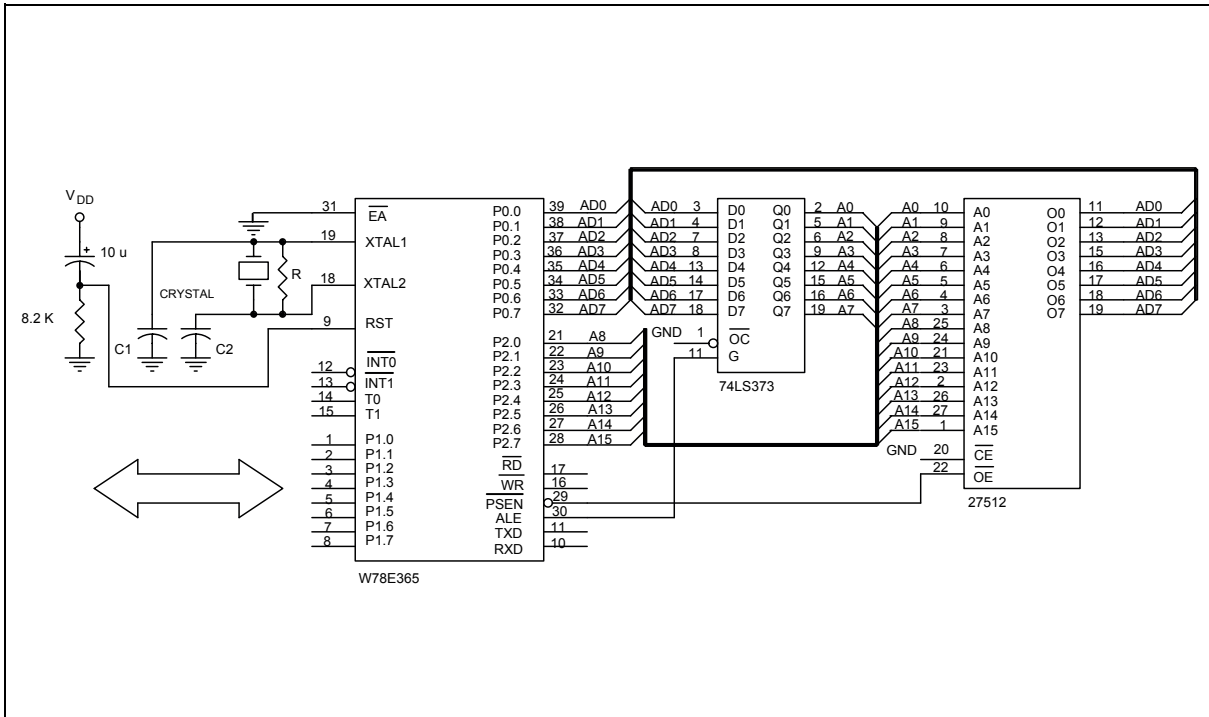 VDD
10 u
8.2 K
C1
CRYSTAL
C2
R
31 EA
19 XTAL1
18 XTAL2
9 RST
12 INT0
13 INT1
14 T0
15 T1
1 P1.0
2 P1.1
3 P1.2
4 P1.3
5 P1.4
6 P1.5
7 P1.6
8 P1.7
P0.0 39 AD0
P0.1 38 AD1
P0.2 37 AD2
P0.3 36 AD3
P0.4 35 AD4
P0.5 34 AD5
P0.6 33 AD6
P0.7 32 AD7
P2.0 21 A8
P2.1 22 A9
P2.2 23 A10
P2.3 24 A11
P2.4 25 A12
P2.5 26 A13
P2.6 27 A14
P2.7 28 A15
RD 17
WR 16
PSEN 29
ALE 30
TXD 11
RXD 10
W78E365
AD0 3 D0 Q0 2 A0
AD1 4 D1 Q1 5 A1
AD2 7 D2 Q2 6 A2
AD3 8 D3 Q3 9 A3
AD4 13 D4 Q4 12 A4
AD5 14 D5 Q5 15 A5
AD6 17 D6 Q6 16 A6
AD7 18 D7 Q7 19 A7
GND 1 OC
11 G
74LS373
A0 10 A0
A1 9 A1
A2 8 A2
A3 7 A3
A4 6 A4
A5 5 A5
A6 4 A6
A7 3 A7
A8 25 A8
A9 24 A9
A10 21 A10
A11 23 A11
A12 2 A12
A13 26 A13
A14 27 A14
A15 1 A15
GND 20 CE
22 OE
O0 11 AD0
O1 12 AD1
O2 13 AD2
O3 15 AD3
O4 16 AD4
O5 17 AD5
O6 18 AD6
O7 19 AD7
27512